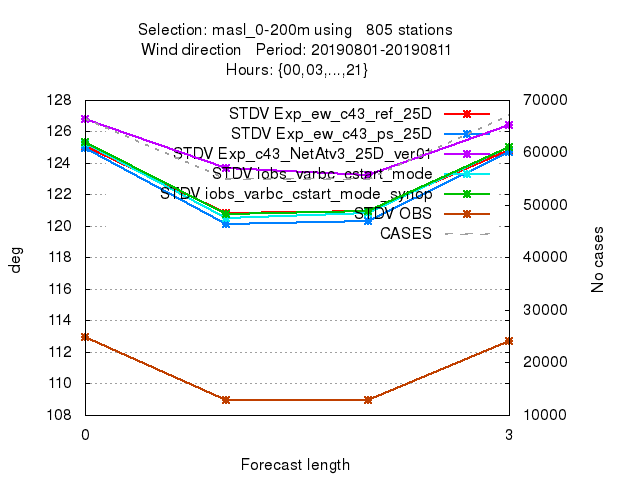 Selection: masl_0-200m using 805 stations
Wind direction Period: 20190801-20190811
Hours: {00,03,...,21}
128
126
124
122
120
118
116
114
112
110
108
deg
70000
60000
50000
40000
30000
20000
10000
No cases
STDV Exp_ew_c43_ref_25D
STDV Exp_ew_c43_ps_25D
STDV Exp_c43_NetAtv3_25D_ver01
STDV iobs_varbc_cstart_mode
STDV iobs_varbc_cstart_mode_synop
STDV OBS
CASES
0
3
Forecast length